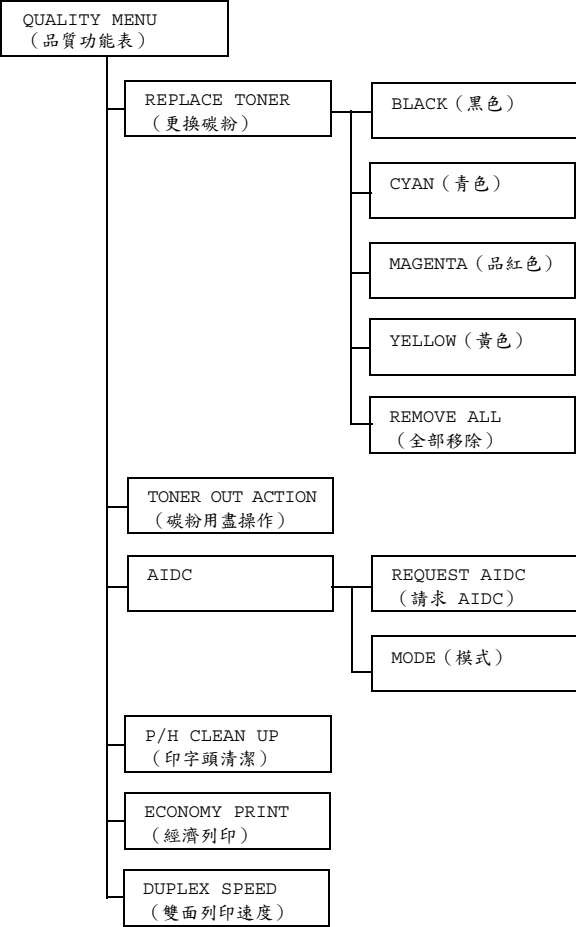 QUALITY MENU
（品質功能表）
REPLACE TONER
（更換碳粉）
BLACK（黑色）
CYAN（青色）
MAGENTA（品紅色）
YELLOW（黃色）
REMOVE ALL
（全部移除）
TONER OUT ACTION
（碳粉用盡操作）
AIDC
REQUEST AIDC
（請求 AIDC）
MODE（模式）
P/H CLEAN UP
（印字頭清潔）
ECONOMY PRINT
（經濟列印）
DUPLEX SPEED
（雙面列印速度）